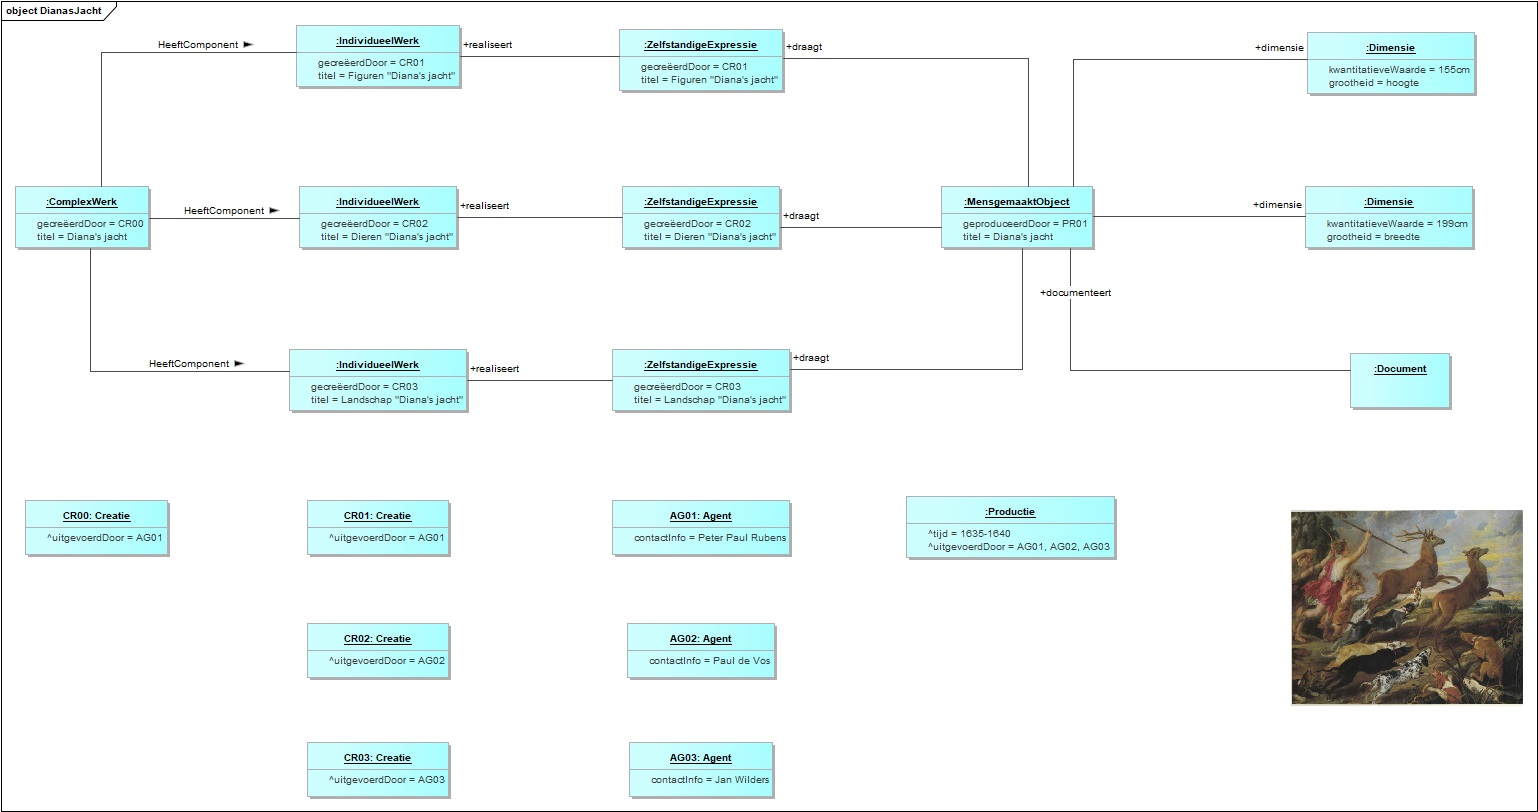 object DianasJacht
HeeftComponent
:IndividueelWerk
gecreëerdDoor = CR01
titel = Figuren "Diana's jacht"
+realiseert
:ZelfstandigeExpressie
gecreëerdDoor = CR01
titel = Figuren "Diana's jacht"
+draagt
+dimensie
:Dimensie
kwantitatieveWaarde = 155cm
grootheid = hoogte
:ComplexWerk
gecreëerdDoor = CR00
titel = Diana's jacht
HeeftComponent
:IndividueelWerk
gecreëerdDoor = CR02
titel = Dieren "Diana's jacht"
+realiseert
:ZelfstandigeExpressie
gecreëerdDoor = CR02
titel = Dieren "Diana's jacht"
+draagt
:MensgemaaktObject
geproduceerdDoor = PR01
titel = Diana's jacht
+dimensie
:Dimensie
kwantitatieveWaarde = 199cm
grootheid = breedte
+documenteert
HeeftComponent
:IndividueelWerk
gecreëerdDoor = CR03
titel = Landschap "Diana's jacht"
+realiseert
:ZelfstandigeExpressie
gecreëerdDoor = CR03
titel = Landschap "Diana's jacht"
+draagt
:Document
CR00: Creatie
^uitgevoerdDoor = AG01
CR01: Creatie
^uitgevoerdDoor = AG01
AG01: Agent
contactInfo = Peter Paul Rubens
:Productie
^tijd = 1635-1640
^uitgevoerdDoor = AG01, AG02, AG03
CR02: Creatie
^uitgevoerdDoor = AG02
AG02: Agent
contactInfo = Paul de Vos
CR03: Creatie
^uitgevoerdDoor = AG03
AG03: Agent
contactInfo = Jan Wilders